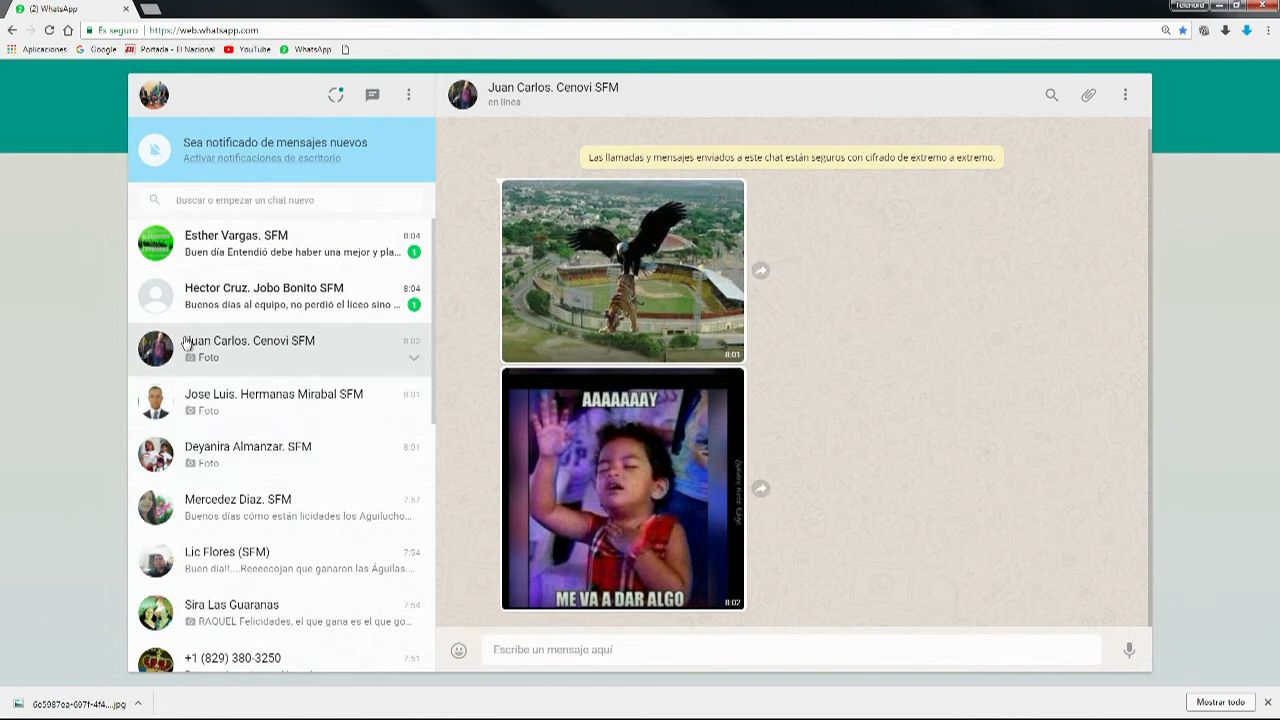 (2) WhatsApp
Telenord
Es seguro
https://web.whatsapp.com
Aplicaciones
Google
Portada - El Nacional
YouTube
WhatsApp
Juan Carlos. Cenovi SFM
en línea
Sea notificado de mensajes nuevos
Activar notificaciones de escritorio
Buscar o empezar un chat nuevo
Esther Vargas. SFM 8:04
Buen día Entendió debe haber una mejor y pla... 1
Hector Cruz. Jobo Bonito SFM 8:04
Buenos días al equipo, no perdió el liceo sino ... 1
Juan Carlos. Cenovi SFM 8:02
Foto
Jose Luis. Hermanas Mirabal SFM 8:01
Foto
Deyanira Almanzar. SFM 8:01
Foto
Mercedez Diaz. SFM 7:57
Buenos días cómo están licidades los Aguilucho...
Lic Flores (SFM) 7:54
Buen dia!!....Reeeecojan que ganaron las Águilas....
Sira Las Guaranas 7:54
RAQUEL Felicidades, el que gana es el que go...
+1 (829) 380-3250 7:51
Las llamadas y mensajes enviados a este chat están seguros con cifrado de extremo a extremo.
8:01
AAAAAAAY
ME VA A DAR ALGO
8:02
Escribe un mensaje aquí
Mostrar todo